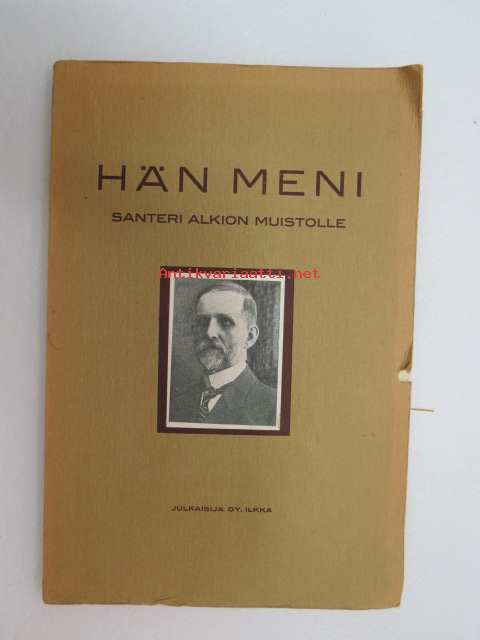 HÄN MENI
SANTERI ALKION MUISTOLLE
Antikvariaatti.net
JULKAISIJA OY. ILKKA